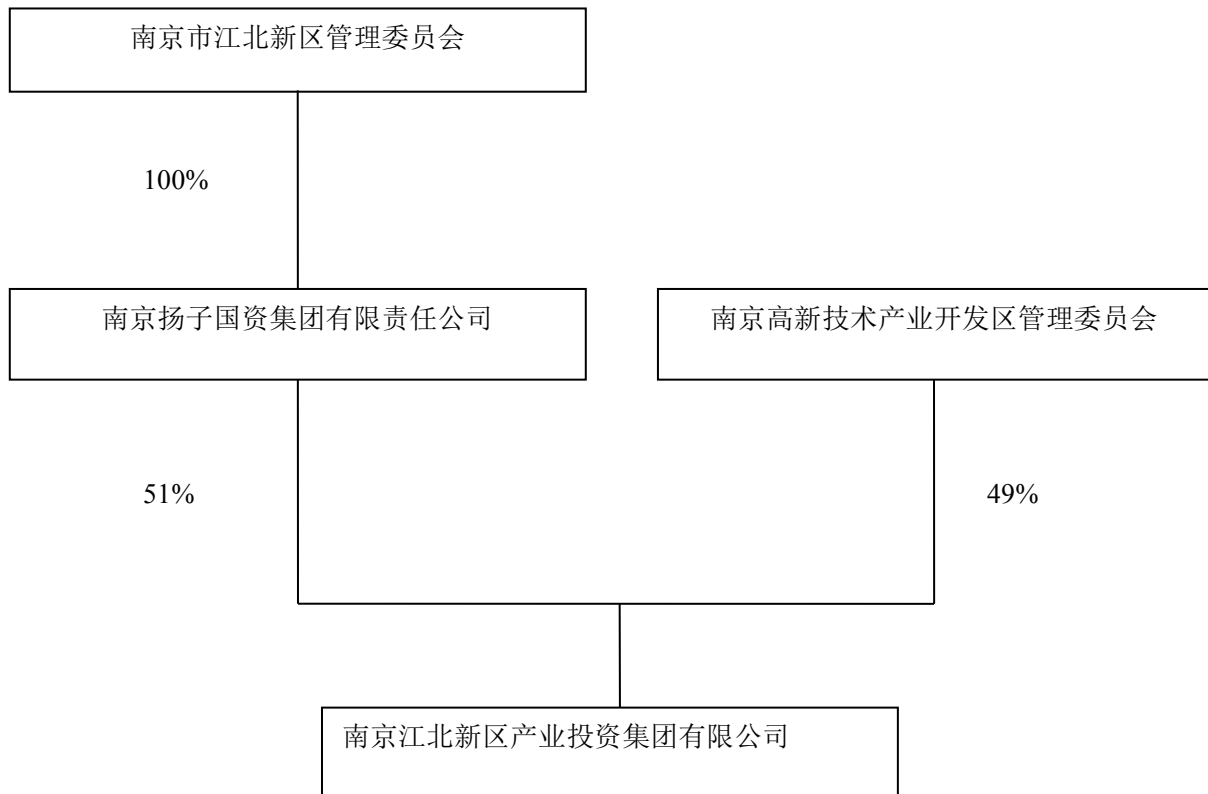 南京市江北新区管理委员会
100%
南京扬子国资集团有限责任公司
南京高新技术产业开发区管理委员会
51%
49%
南京江北新区产业投资集团有限公司